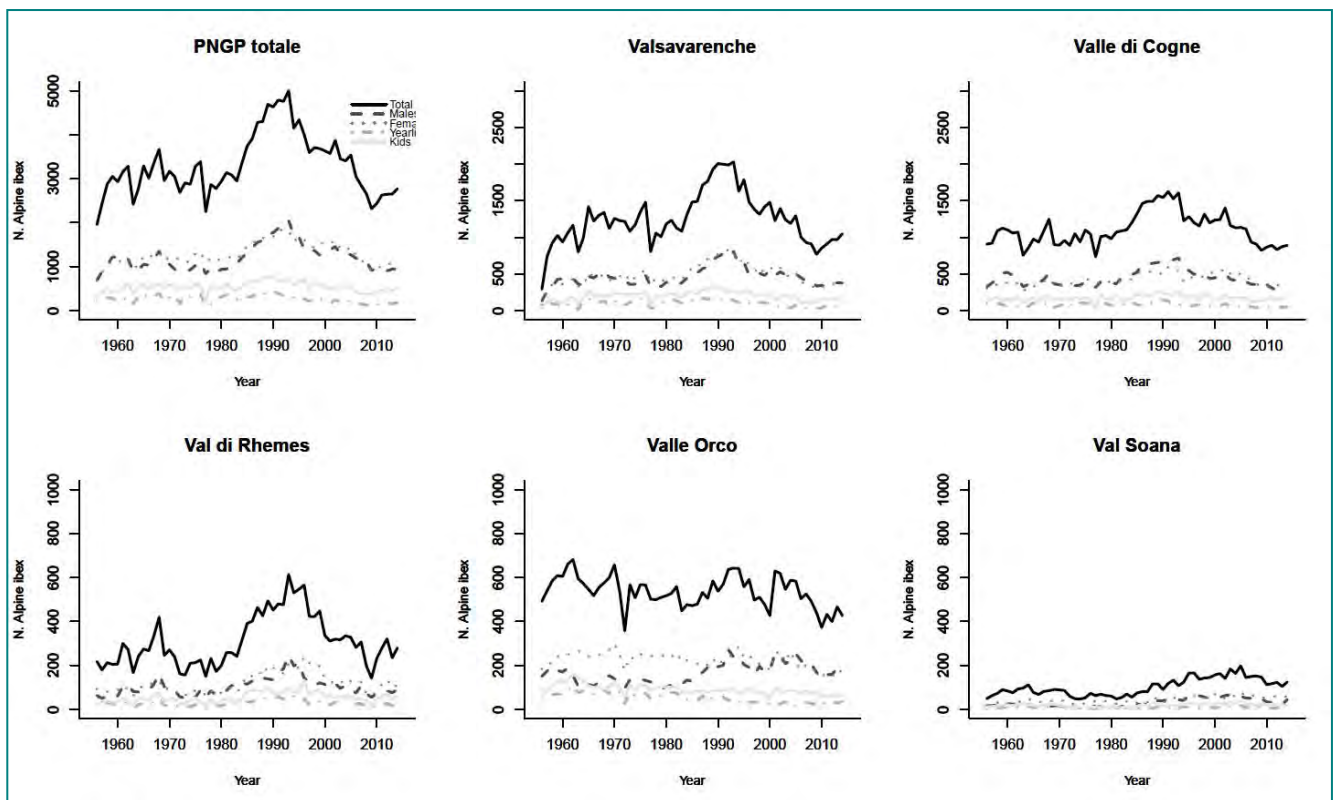 PNGP totale
N. Alpine ibex
5000
3000
1000
0
Total
Males
Fema
Yearli
Kids
1960 1970 1980 1990 2000 2010
Year
Valsavarenche
N. Alpine ibex
2500
1500
500
0
1960 1970 1980 1990 2000 2010
Year
Valle di Cogne
N. Alpine ibex
2500
1500
500
0
1960 1970 1980 1990 2000 2010
Year
Val di Rhemes
N. Alpine ibex
1000
800
600
400
200
0
1960 1970 1980 1990 2000 2010
Year
Valle Orco
N. Alpine ibex
1000
800
600
400
200
0
1960 1970 1980 1990 2000 2010
Year
Val Soana
N. Alpine ibex
1000
800
600
400
200
0
1960 1970 1980 1990 2000 2010
Year